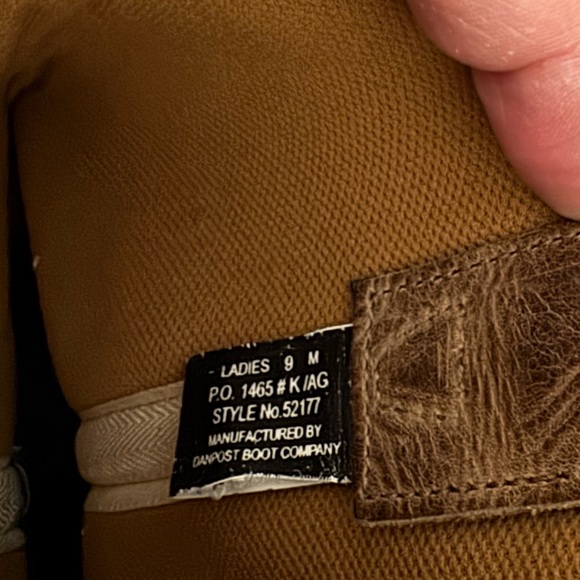 - LADIES 9 M
P.O. 1465 # K /AG
STYLE No.52177
MANUFACTURED BY
DANPOST BOOT COMPANY